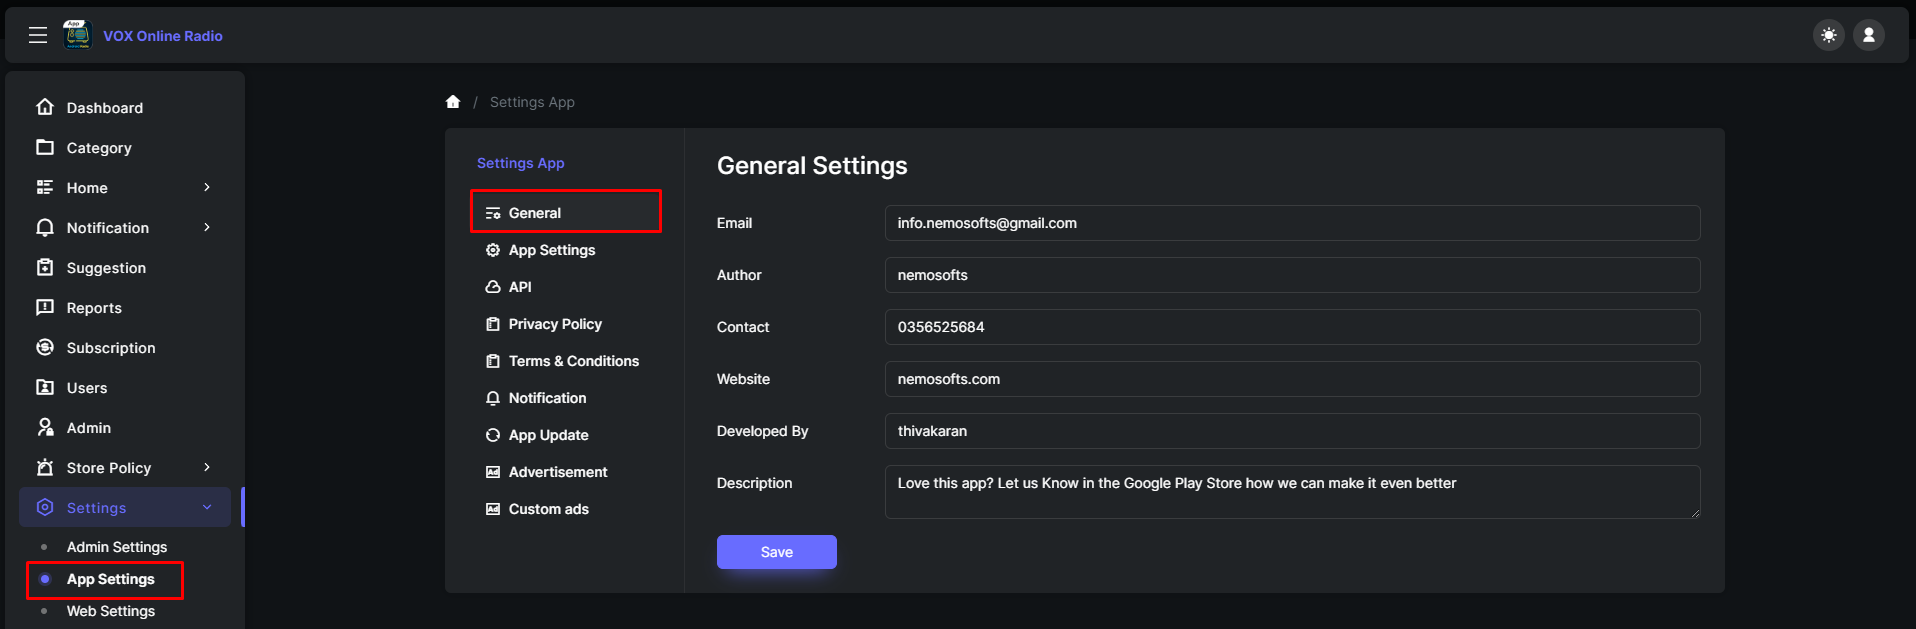 VOX Online Radio
Dashboard
Category
Home
Notification
Suggestion
Reports
Subscription
Users
Admin
Store Policy
Settings
Admin Settings
App Settings
Web Settings
/ Settings App
Settings App
General
App Settings
API
Privacy Policy
Terms & Conditions
Notification
App Update
Advertisement
Custom ads
General Settings
Email info.nemosofts@gmail.com
Author nemosofts
Contact 0356525684
Website nemosofts.com
Developed By thivakaran
Description Love this app? Let us Know in the Google Play Store how we can make it even better
Save